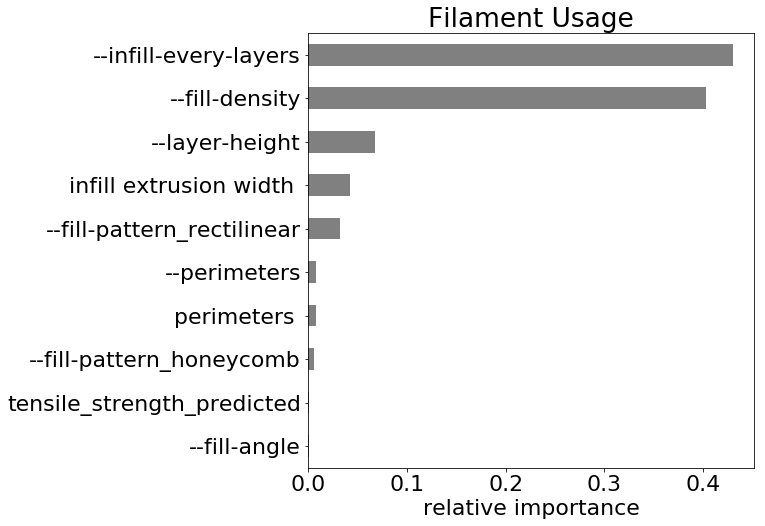 Filament Usage
--infill-every-layers
--fill-density
--layer-height
infill extrusion width
--fill-pattern_rectilinear
--perimeters
perimeters
--fill-pattern_honeycomb
tensile_strength_predicted
--fill-angle
0.0 0.1 0.2 0.3 0.4
relative importance